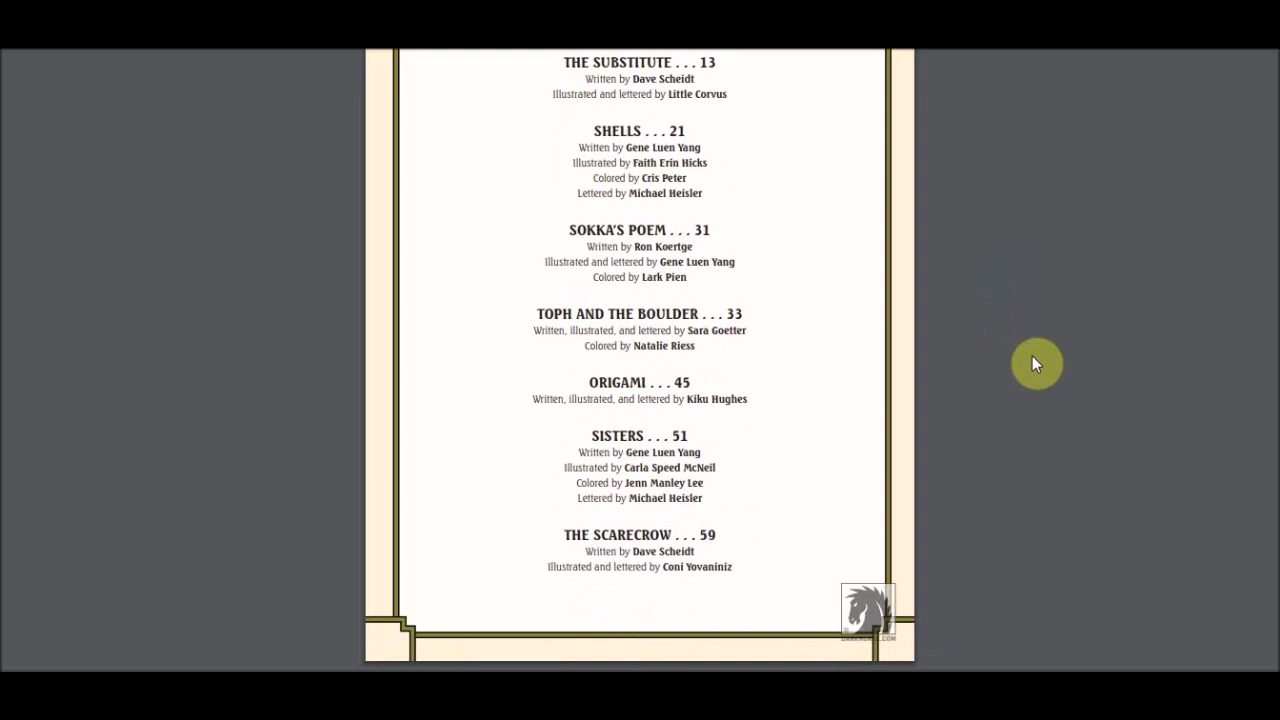 THE SUBSTITUTE . . . 13
Written by Dave Scheidt
Illustrated and lettered by Little Corvus
SHELLS . . . 21
Written by Gene Luen Yang
Illustrated by Faith Erin Hicks
Colored by Cris Peter
Lettered by Michael Heisler
SOKKA'S POEM . . . 31
Written by Ron Koertge
Illustrated and lettered by Gene Luen Yang
Colored by Lark Pien
TOPH AND THE BOULDER . . . 33
Written, illustrated, and lettered by Sara Goetter
Colored by Natalie Riess
ORIGAMI . . . 45
Written, illustrated, and lettered by Kiku Hughes
SISTERS . . . 51
Written by Gene Luen Yang
Illustrated by Carla Speed McNeil
Colored by Jenn Manley Lee
Lettered by Michael Heisler
THE SCARECROW . . . 59
Written by Dave Scheidt
Illustrated and lettered by Coni Yovaniniz
DARKHORSE.COM